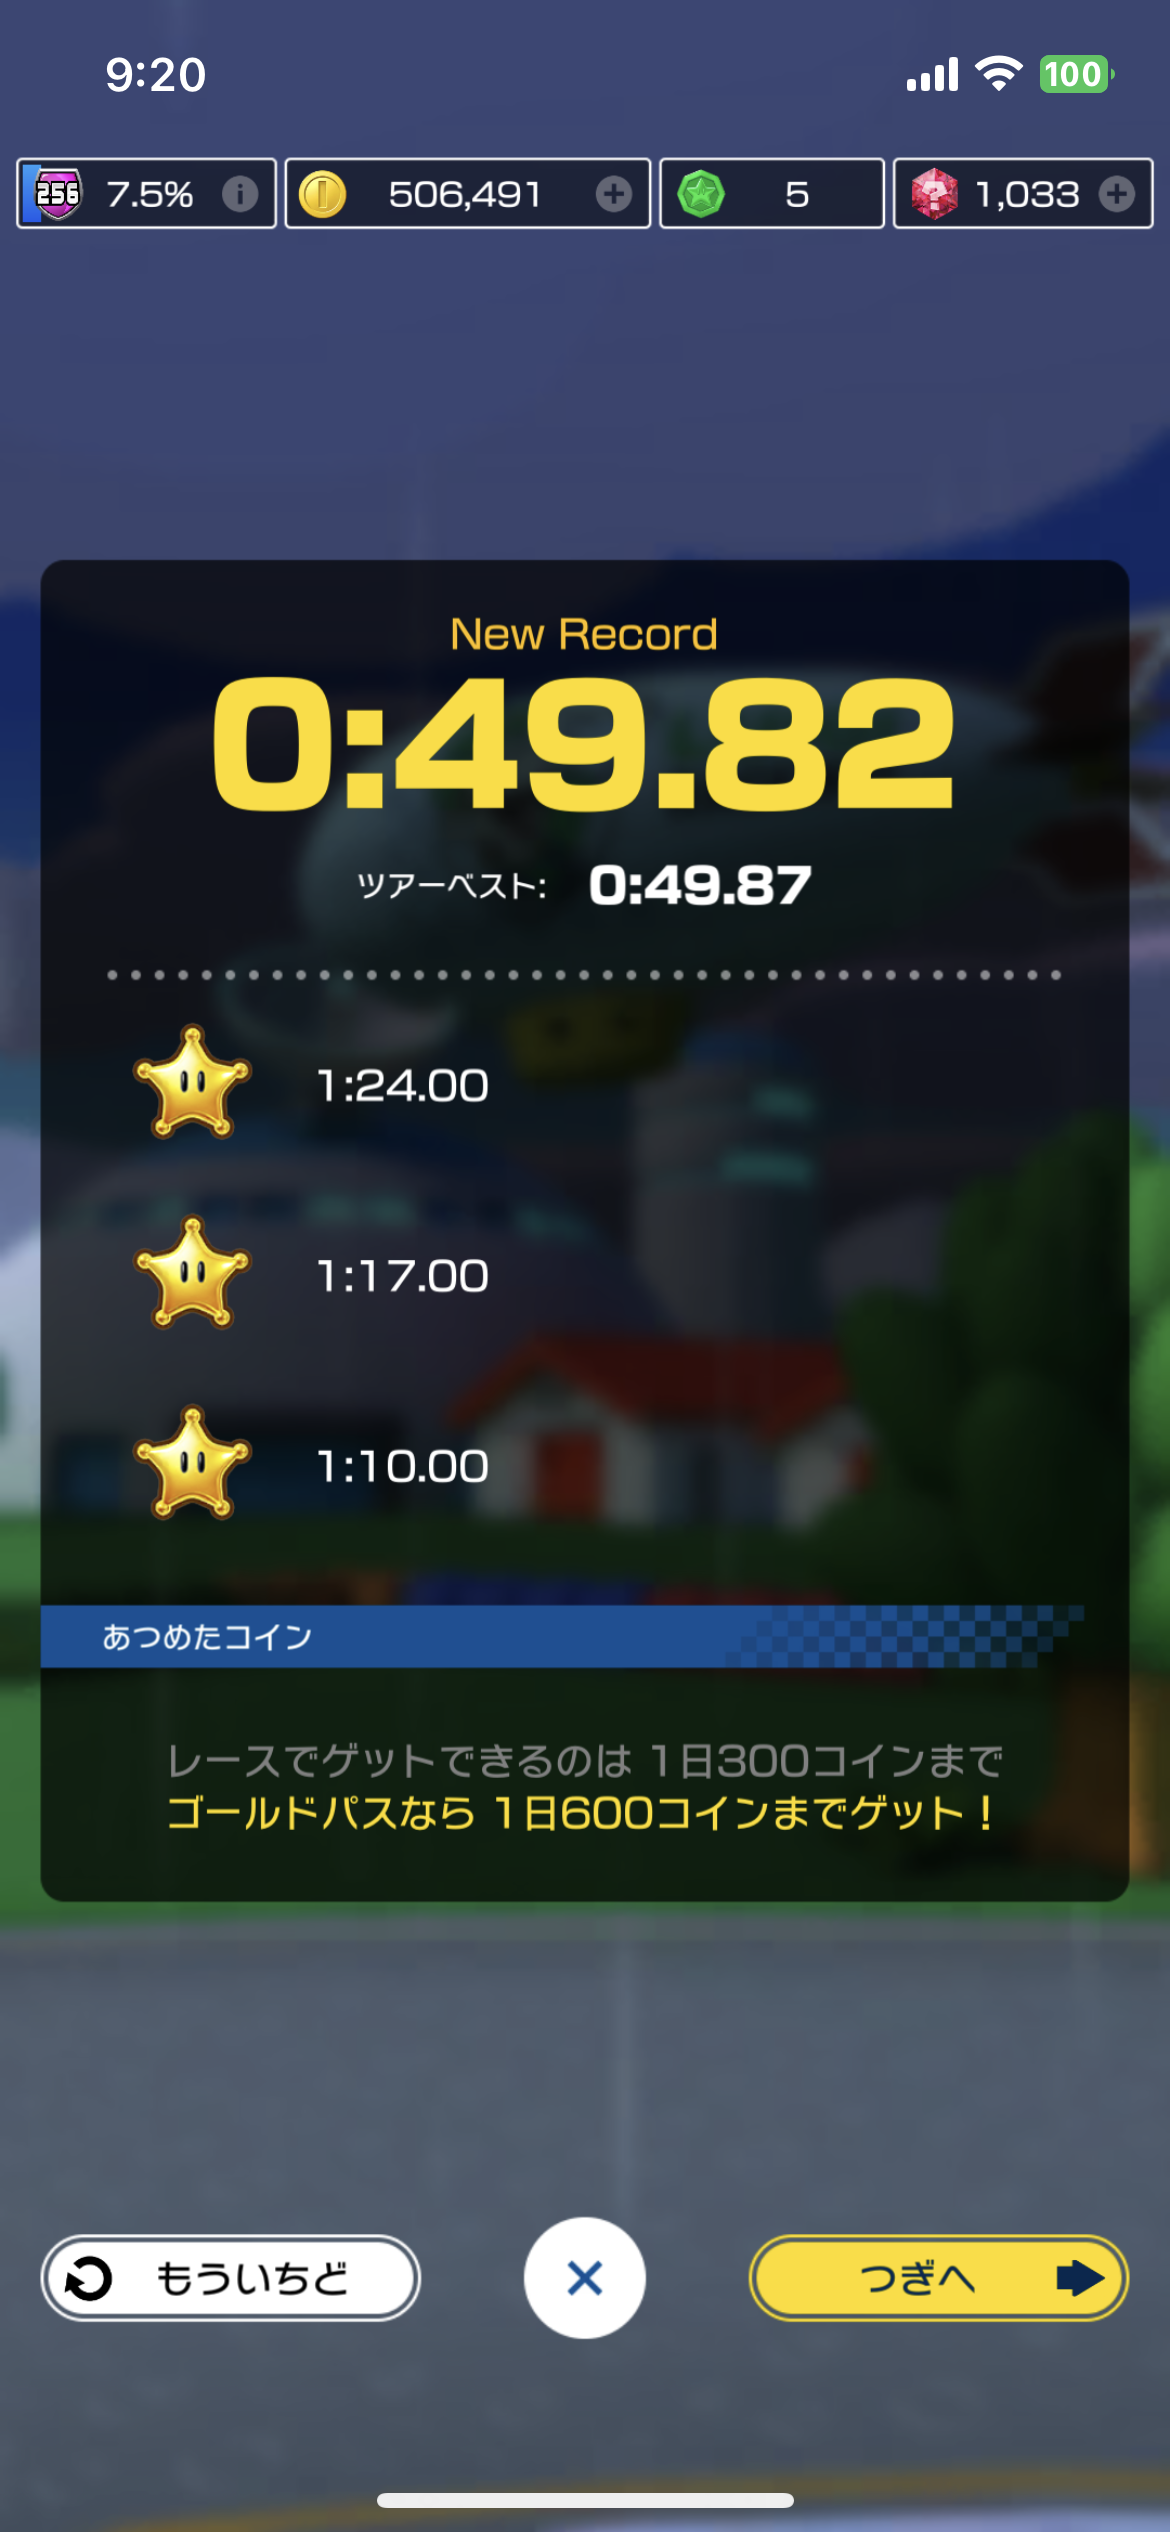 9:20 100
256 7.5% 506,491 5 1,033
New Record
0:49.82
ツアーベスト: 0:49.87
1:24.00
1:17.00
1:10.00
あつめたコイン
レースでゲットできるのは 1日300コインまで
ゴールドパスなら 1日600コインまでゲット！
もういちど つぎへ